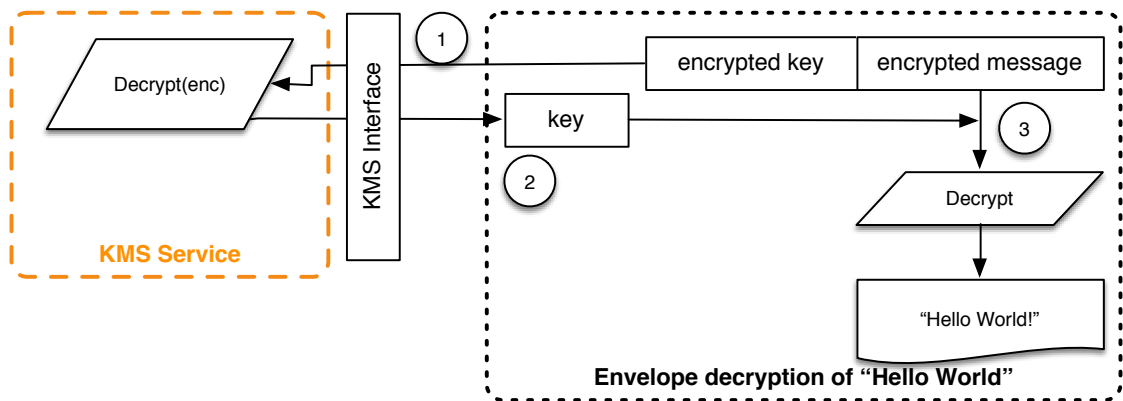 1
encrypted key
encrypted message
Decrypt(enc)
KMS Interface
key
3
2
Decrypt
KMS Service
“Hello World!”
Envelope decryption of “Hello World”